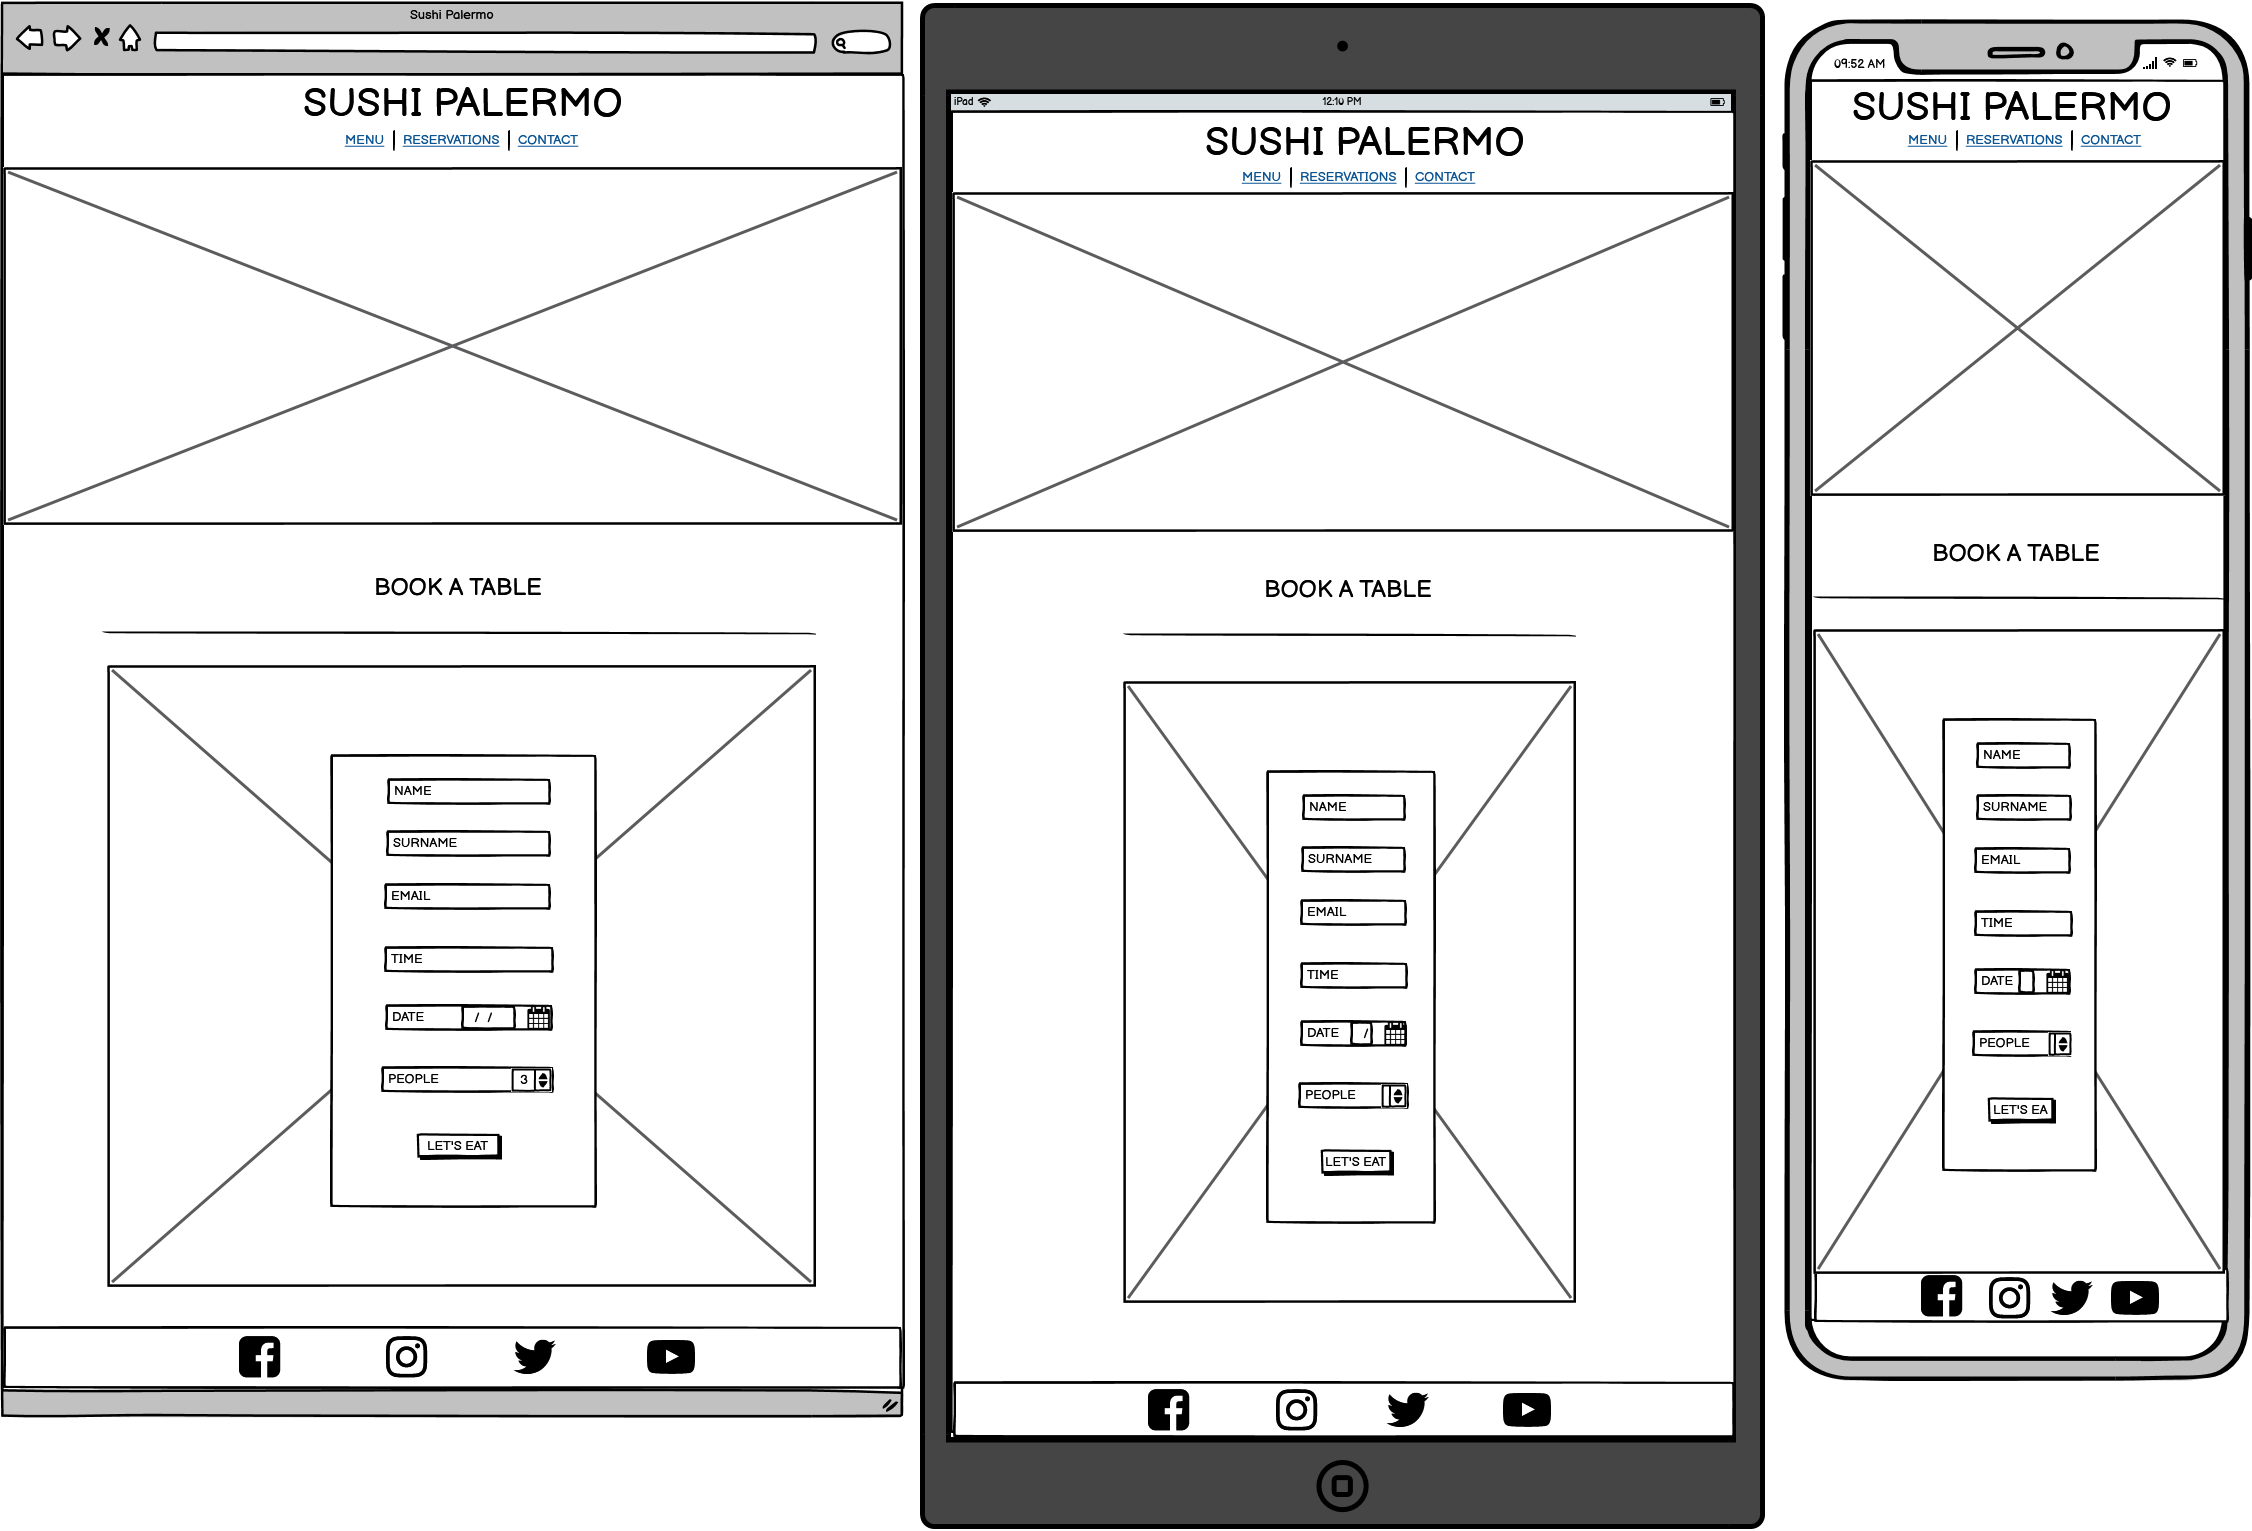 Sushi Palermo
SUSHI PALERMO
MENU | RESERVATIONS | CONTACT
BOOK A TABLE
NAME
SURNAME
EMAIL
TIME
DATE / /
PEOPLE 3
LET'S EAT
iPad 12:10 PM
SUSHI PALERMO
MENU | RESERVATIONS | CONTACT
BOOK A TABLE
NAME
SURNAME
EMAIL
TIME
DATE /
PEOPLE
LET'S EAT
09:52 AM
SUSHI PALERMO
MENU | RESERVATIONS | CONTACT
BOOK A TABLE
NAME
SURNAME
EMAIL
TIME
DATE
PEOPLE
LET'S EA